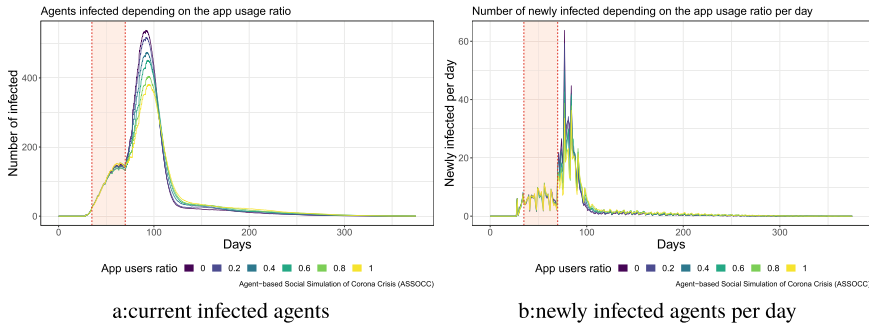 Agents infected depending on the app usage ratio
Number of infected
400
200
0
0 100 200 300
Days
App users ratio 0 0.2 0.4 0.6 0.8 1
Agent-based Social Simulation of Corona Crisis (ASSOCC)
a:current infected agents
Number of newly infected depending on the app usage ratio per day
Newly infected per day
60
40
20
0
0 100 200 300
Days
App users ratio 0 0.2 0.4 0.6 0.8 1
Agent-based Social Simulation of Corona Crisis (ASSOCC)
b:newly infected agents per day